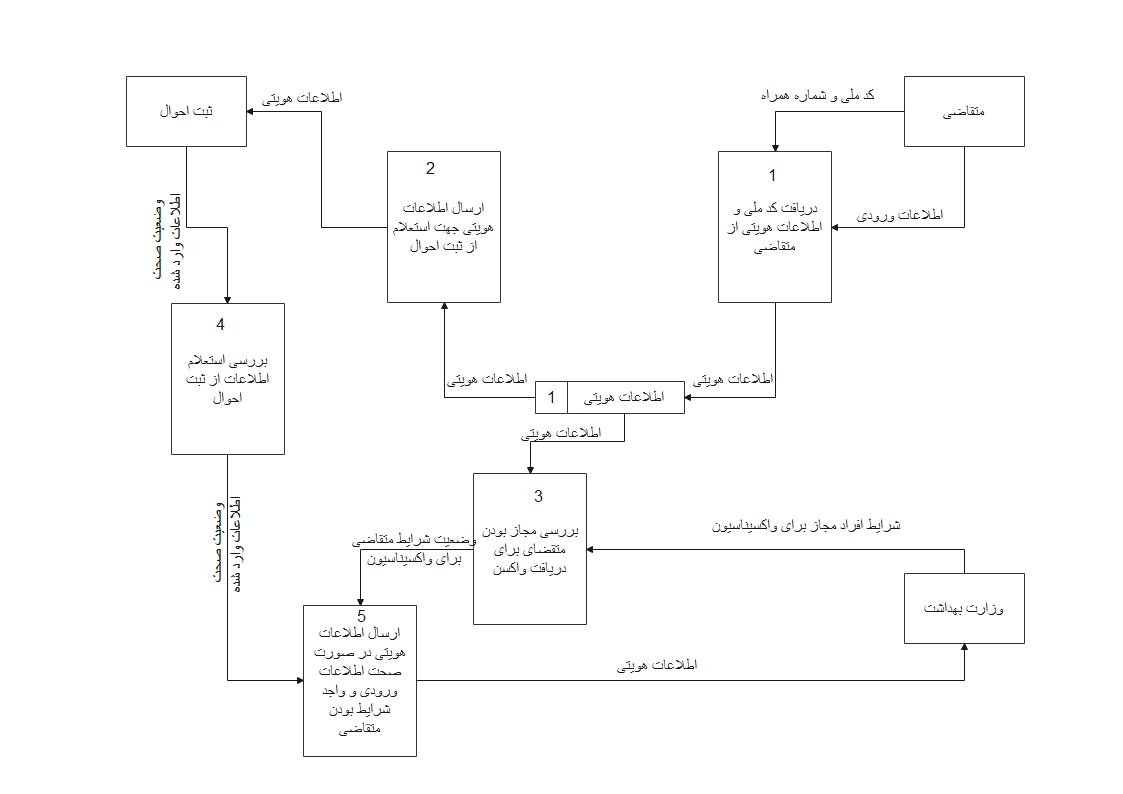 متقاضی
کد ملی و شماره همراه
اطلاعات هویتی
ثبت احوال
1
دریافت کد ملی و
اطلاعات هویتی از
متقاضی
اطلاعات ورودی
2
ارسال اطلاعات
هویتی جهت استعلام
از ثبت احوال
وضعیت صحت
اطلاعات وارد شده
4
بررسی استعلام
اطلاعات از ثبت
احوال
اطلاعات هویتی
اطلاعات هویتی
1
اطلاعات هویتی
اطلاعات هویتی
3
بررسی مجاز بودن
متقضای برای
دریافت واکسن
شرایط افراد مجاز برای واکسیناسیون
وضعیت شرایط متقاضی
برای واکسیناسیون
وضعیت صحت
اطلاعات وارد شده
وزارت بهداشت
5
ارسال اطلاعات
هویتی در صورت
صحت اطلاعات
ورودی و واجد
شرایط بودن
متقاضی
اطلاعات هویتی